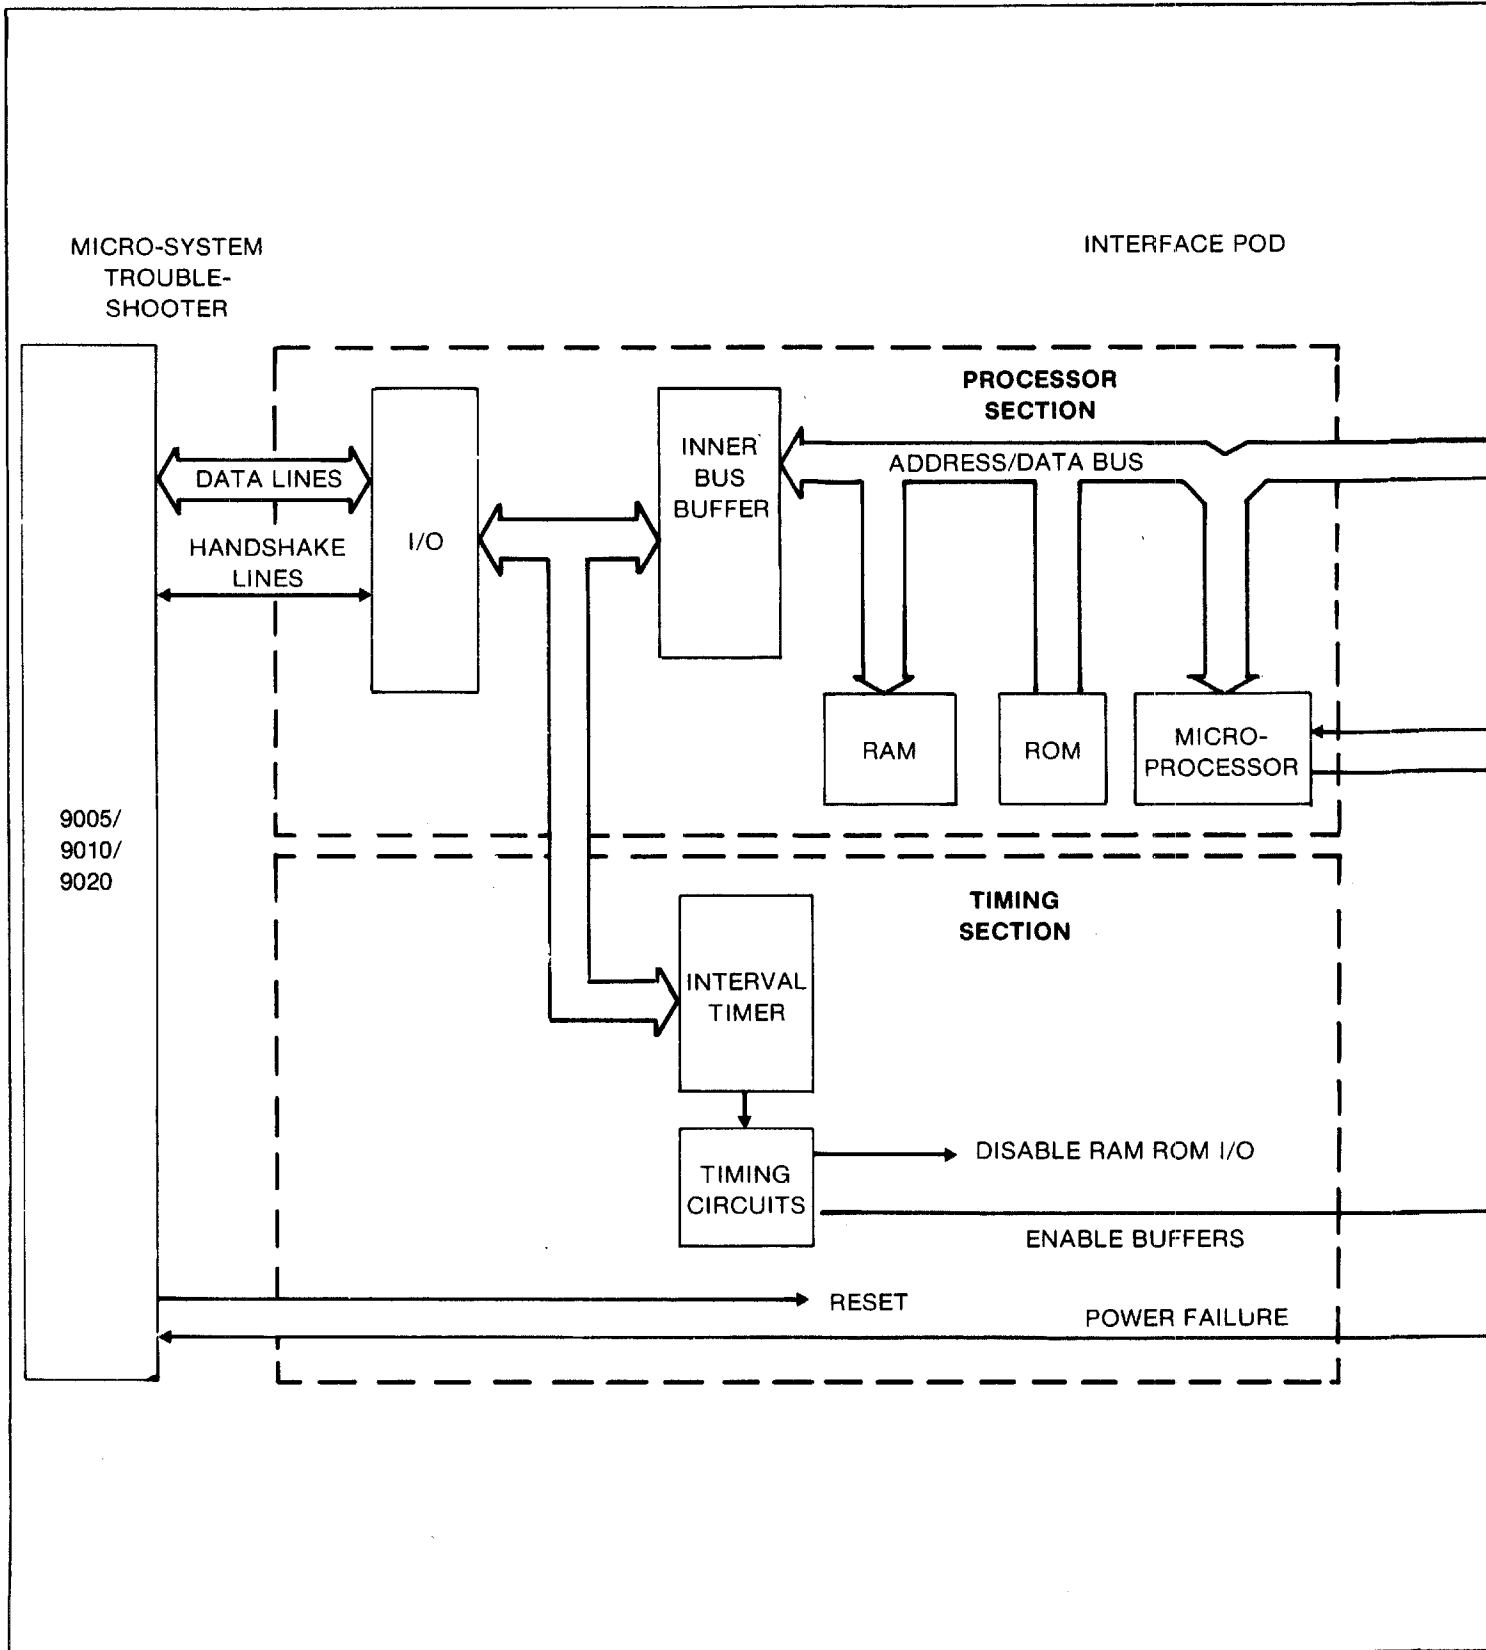 MICRO-SYSTEM
TROUBLE-
SHOOTER
INTERFACE POD
PROCESSOR
SECTION
INNER
BUS
BUFFER
ADDRESS/DATA BUS
DATA LINES
I/O
HANDSHAKE
LINES
RAM
ROM
MICRO-
PROCESSOR
9005/
9010/
9020
TIMING
SECTION
INTERVAL
TIMER
TIMING
CIRCUITS
DISABLE RAM ROM I/O
ENABLE BUFFERS
RESET
POWER FAILURE